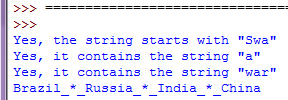 >>> ================================
>>>
Yes, the string starts with "Swa"
Yes, it contains the string "a"
Yes, it contains the string "war"
Brazil_*_Russia_*_India_*_China